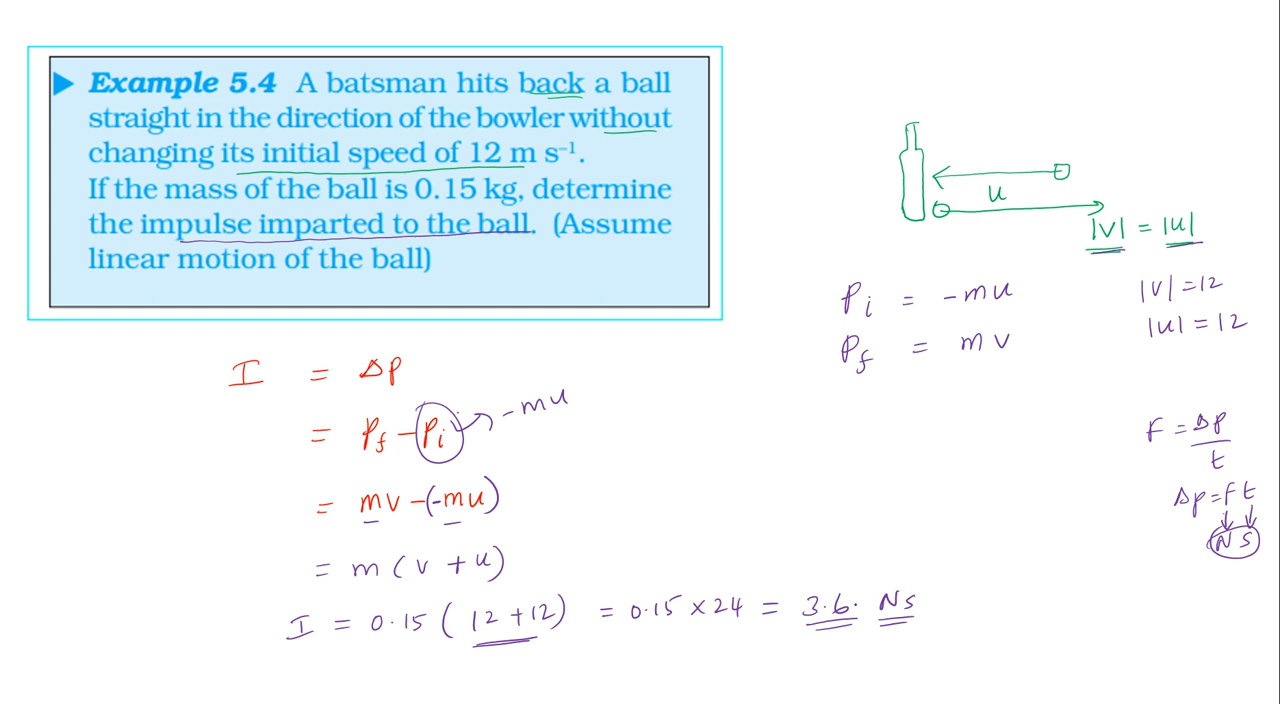 ▶ Example 5.4 A batsman hits back a ball
straight in the direction of the bowler without
changing its initial speed of 12 m s⁻¹.
If the mass of the ball is 0.15 kg, determine
the impulse imparted to the ball. (Assume
linear motion of the ball)
u
|v| = |u|
Pi = -mu
|v| = 12
Pf = mv
|u| = 12
I = Δp
= Pf - Pi → -mu
= mv -(-mu)
= m(v + u)
I = 0.15 (12 + 12) = 0.15 × 24 = 3.6. Ns
F = Δp/t
Δp = Ft
N S